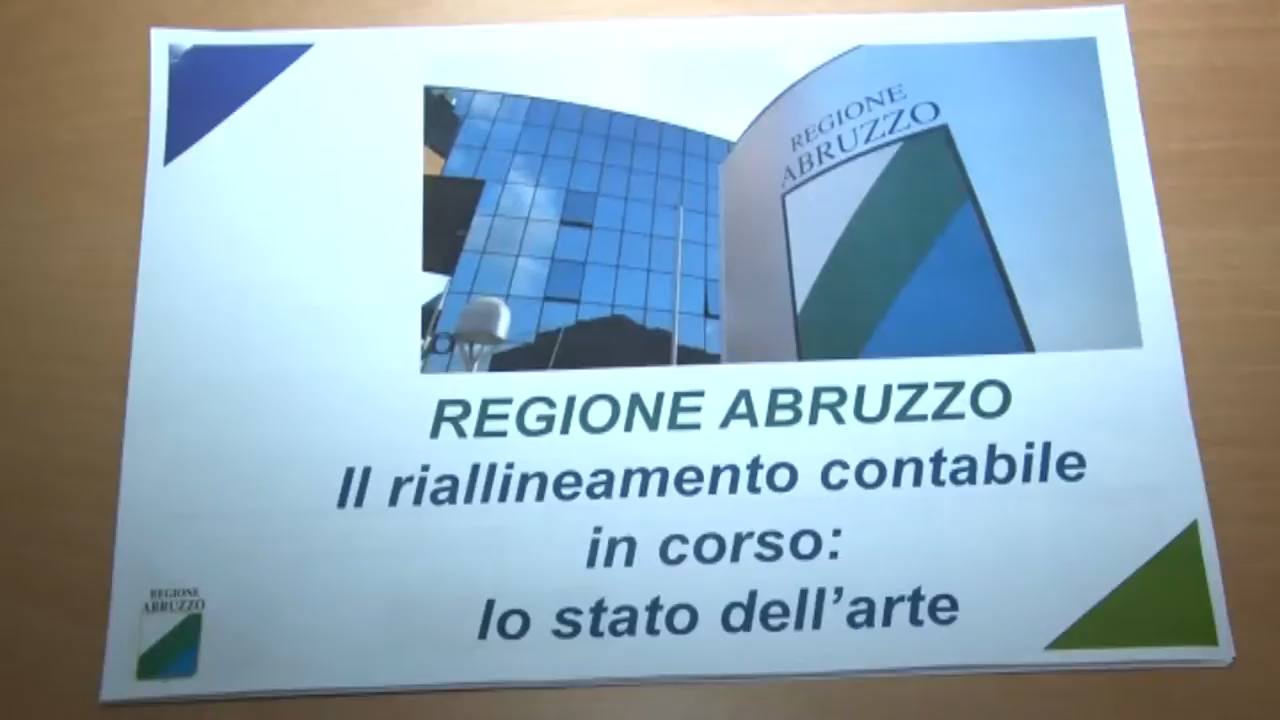 REGIONE
ABRUZZO
REGIONE ABRUZZO
Il riallineamento contabile
in corso:
lo stato dell’arte
REGIONE
ABRUZZO